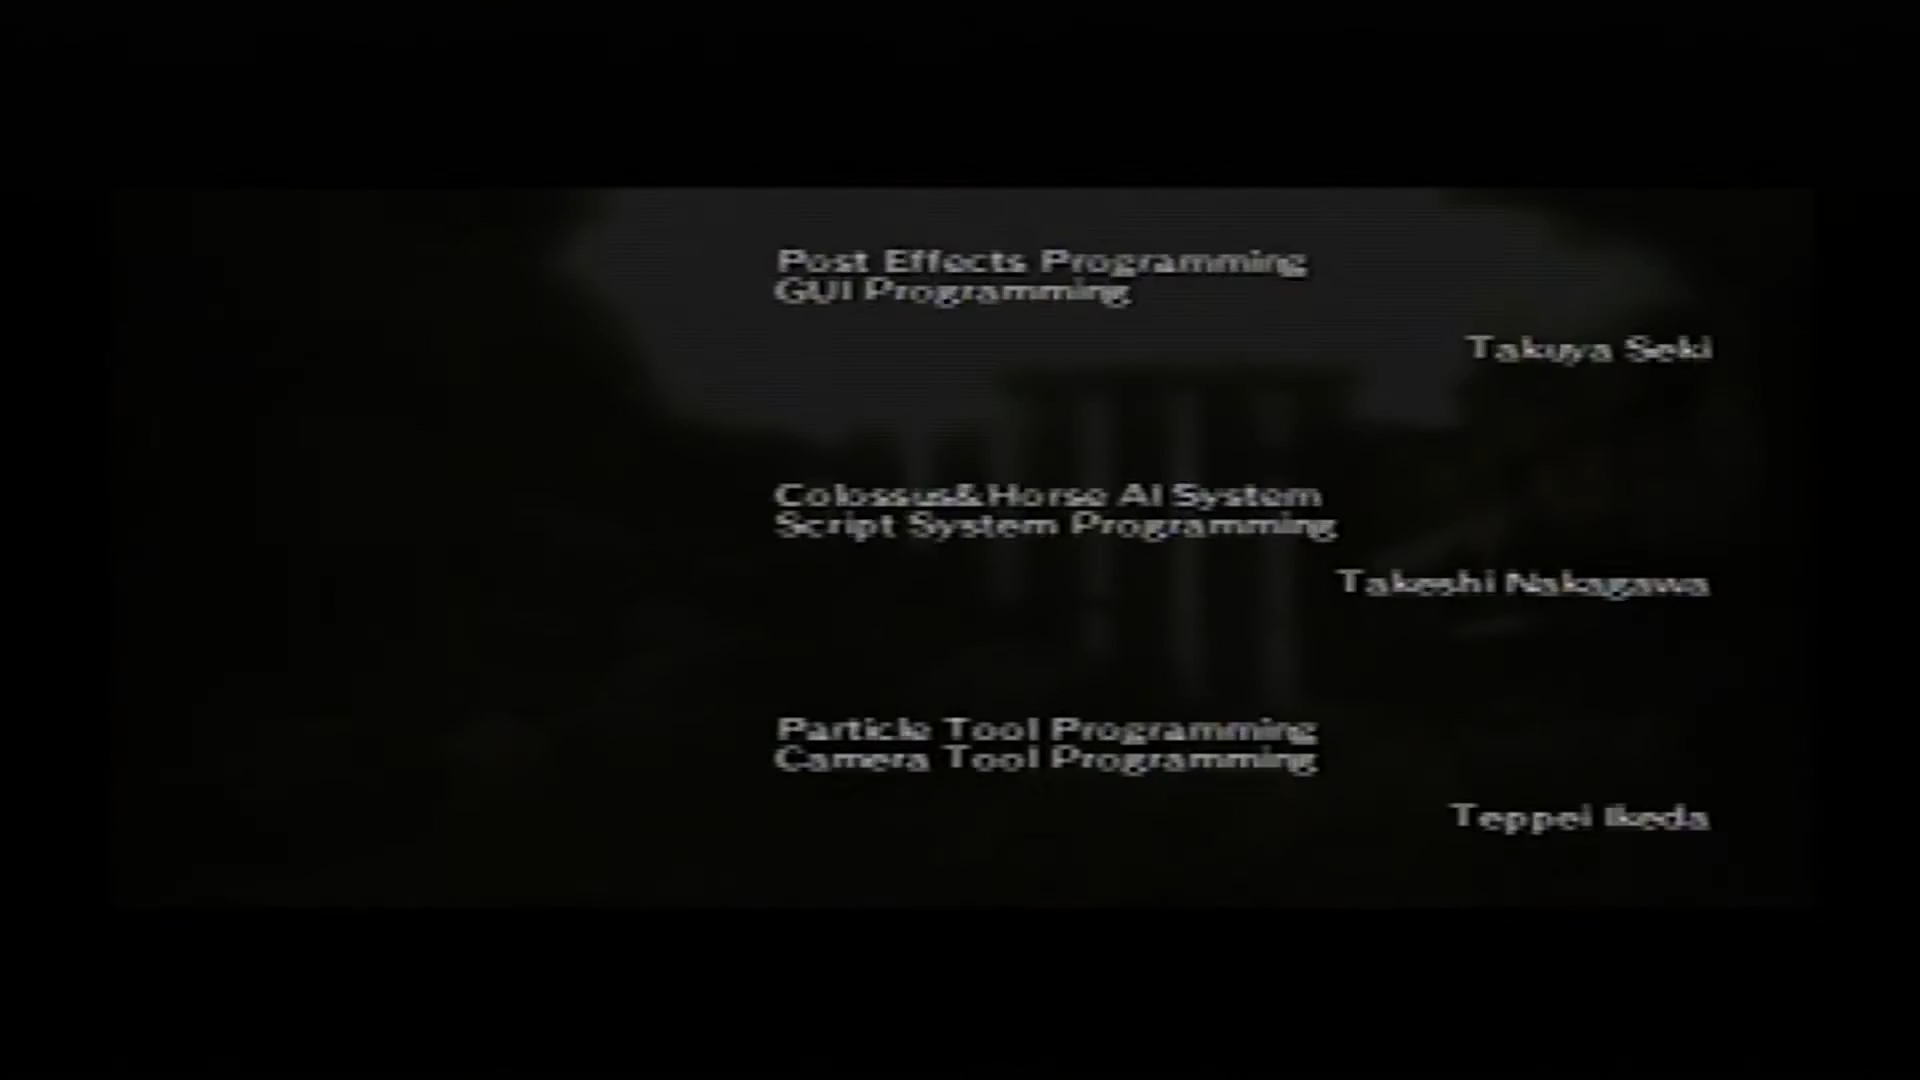 Post Effects Programming
GUI Programming
Takuya Seki
Colossus&Horse AI System
Script System Programming
Takeshi Nakagawa
Particle Tool Programming
Camera Tool Programming
Teppei Ikeda